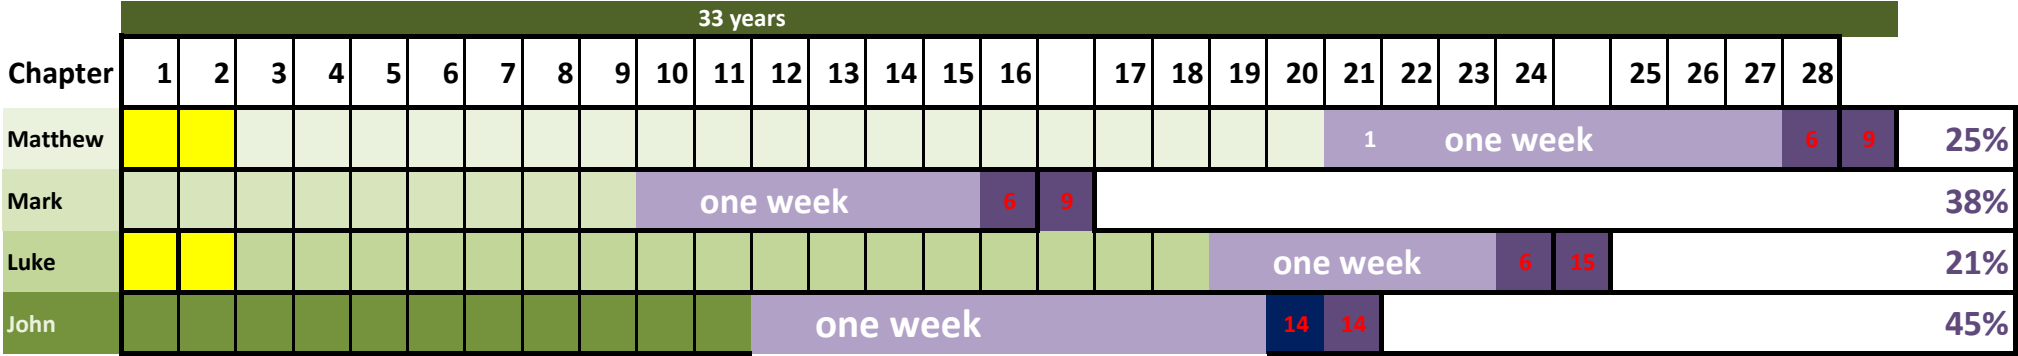 33 years
Chapter 1 2 3 4 5 6 7 8 9 10 11 12 13 14 15 16 17 18 19 20 21 22 23 24 25 26 27 28
Matthew 1 one week 6 9 25%
Mark one week 6 9 38%
Luke one week 6 15 21%
John one week 14 14 45%